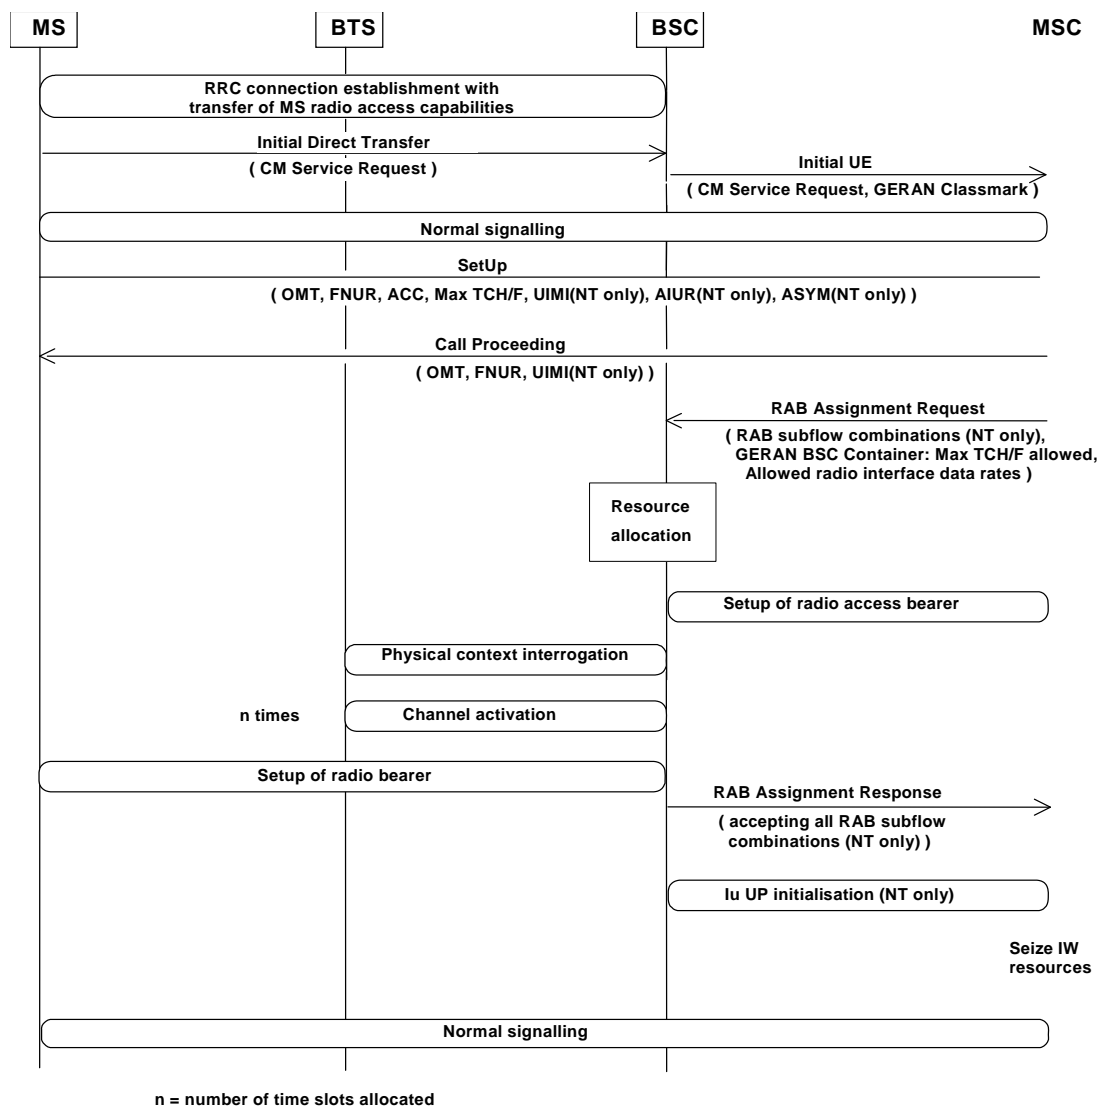 MS BTS BSC MSC
RRC connection establishment with
transfer of MS radio access capabilities
Initial Direct Transfer
( CM Service Request )
Initial UE
( CM Service Request, GERAN Classmark )
Normal signalling
SetUp
( OMT, FNUR, ACC, Max TCH/F, UIMI(NT only), AIUR(NT only), ASYM(NT only) )
Call Proceeding
( OMT, FNUR, UIMI(NT only) )
RAB Assignment Request
( RAB subflow combinations (NT only),
GERAN BSC Container: Max TCH/F allowed,
Allowed radio interface data rates )
Resource
allocation
Setup of radio access bearer
Physical context interrogation
n times Channel activation
Setup of radio bearer
RAB Assignment Response
( accepting all RAB subflow
combinations (NT only) )
Iu UP initialisation (NT only)
Seize IW
resources
Normal signalling
n = number of time slots allocated